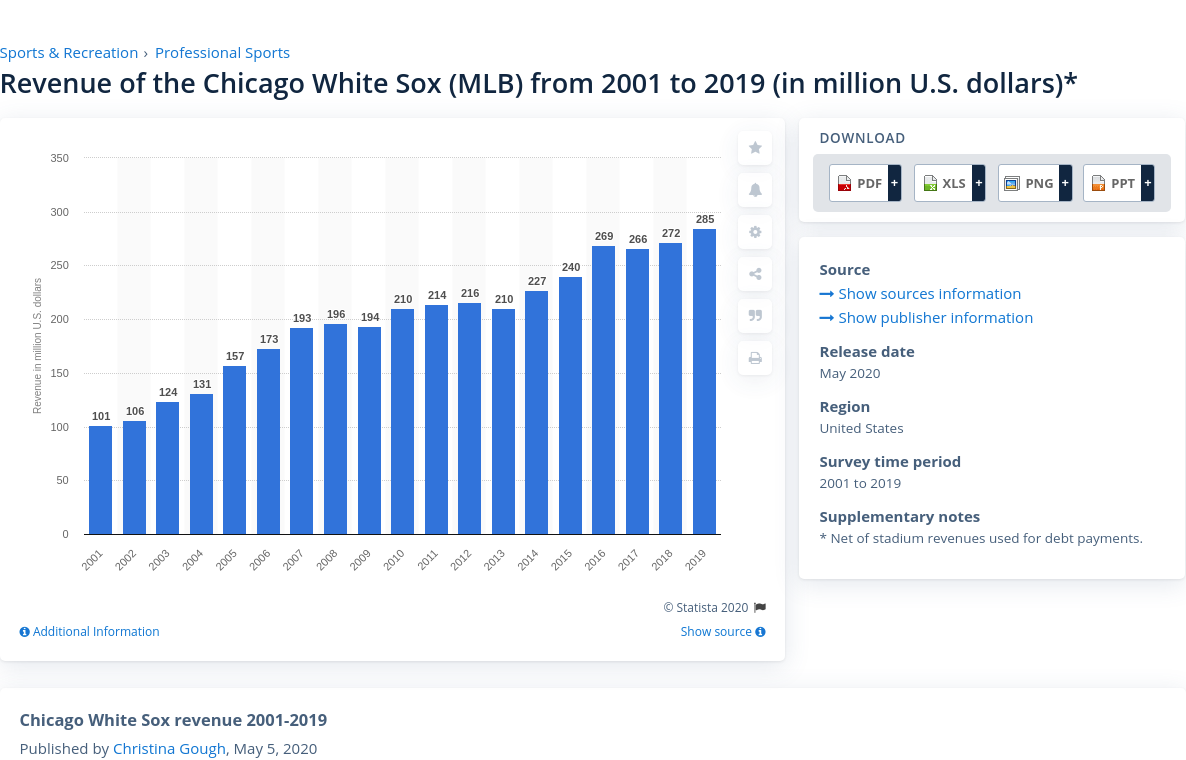 Sports & Recreation › Professional Sports
Revenue of the Chicago White Sox (MLB) from 2001 to 2019 (in million U.S. dollars)*
Revenue in million U.S. dollars
350
300
250
200
150
100
50
0
101
106
124
131
157
173
193
196
194
210
214
216
210
227
240
269
266
272
285
2001
2002
2003
2004
2005
2006
2007
2008
2009
2010
2011
2012
2013
2014
2015
2016
2017
2018
2019
© Statista 2020
Additional Information
Show source
DOWNLOAD
PDF + XLS + PNG + PPT +
Source
Show sources information
Show publisher information
Release date
May 2020
Region
United States
Survey time period
2001 to 2019
Supplementary notes
* Net of stadium revenues used for debt payments.
Chicago White Sox revenue 2001-2019
Published by Christina Gough, May 5, 2020